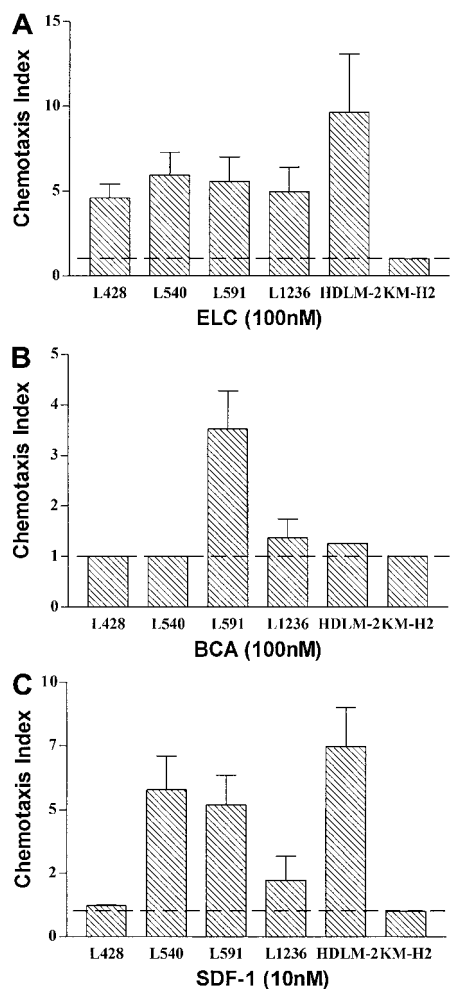 A
Chemotaxis Index
15
10
5
0
L428 L540 L591 L1236 HDLM-2 KM-H2
ELC (100nM)
B
Chemotaxis Index
5
4
3
2
1
0
L428 L540 L591 L1236 HDLM-2 KM-H2
BCA (100nM)
C
Chemotaxis Index
10
7
5
2
0
L428 L540 L591 L1236 HDLM-2 KM-H2
SDF-1 (10nM)